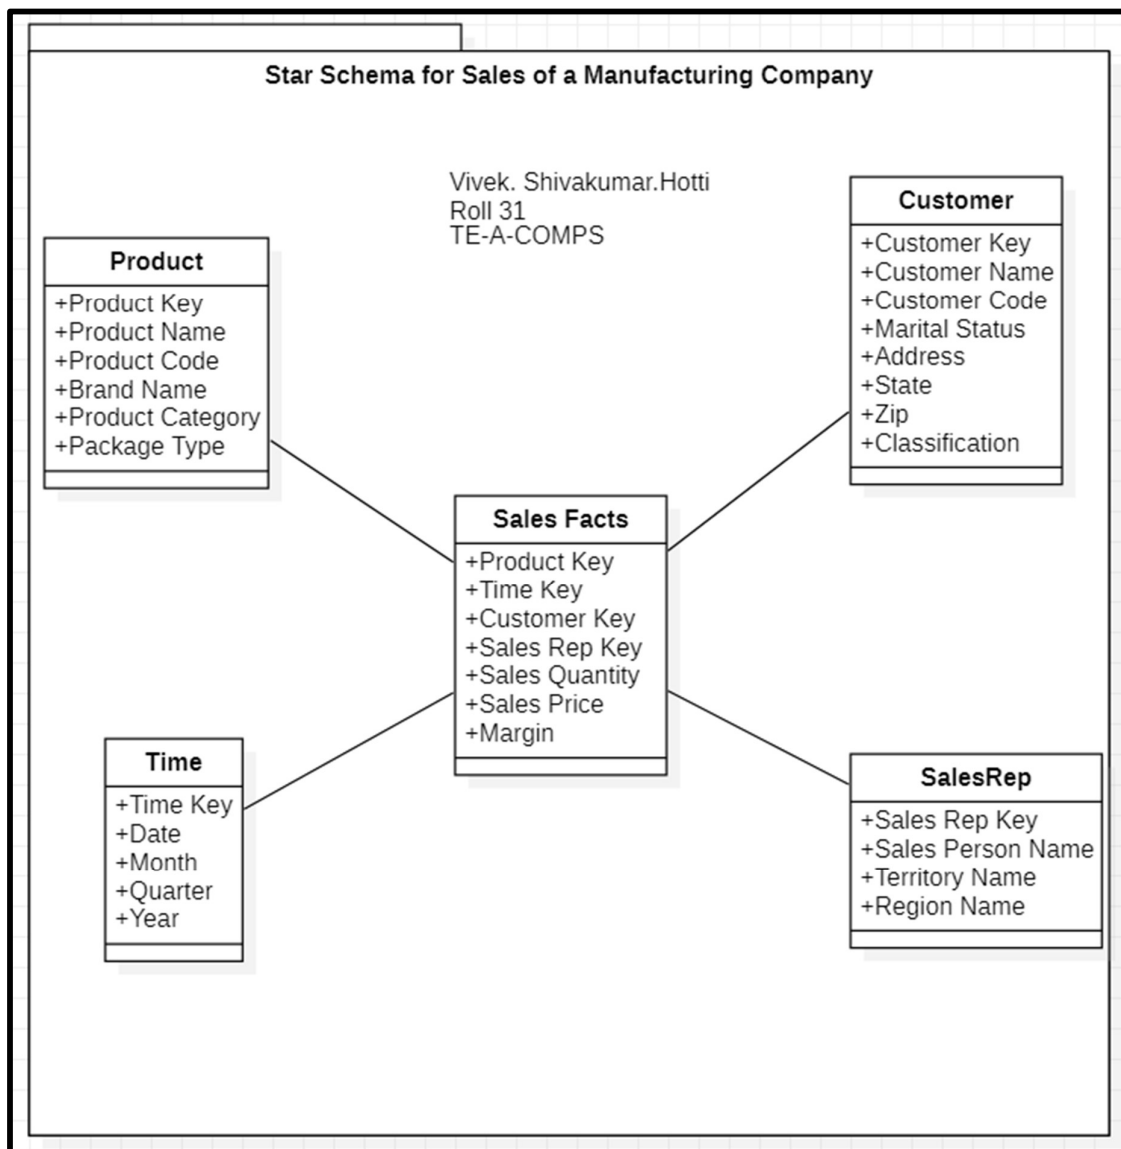 Star Schema for Sales of a Manufacturing Company
Vivek. Shivakumar.Hotti
Roll 31
TE-A-COMPS
Product
+Product Key
+Product Name
+Product Code
+Brand Name
+Product Category
+Package Type
Customer
+Customer Key
+Customer Name
+Customer Code
+Marital Status
+Address
+State
+Zip
+Classification
Sales Facts
+Product Key
+Time Key
+Customer Key
+Sales Rep Key
+Sales Quantity
+Sales Price
+Margin
Time
+Time Key
+Date
+Month
+Quarter
+Year
SalesRep
+Sales Rep Key
+Sales Person Name
+Territory Name
+Region Name